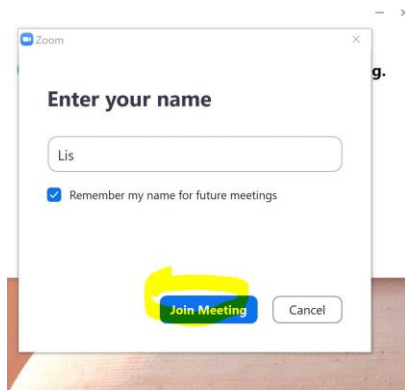 Zoom
g.
Enter your name
Lis
Remember my name for future meetings
Join Meeting
Cancel